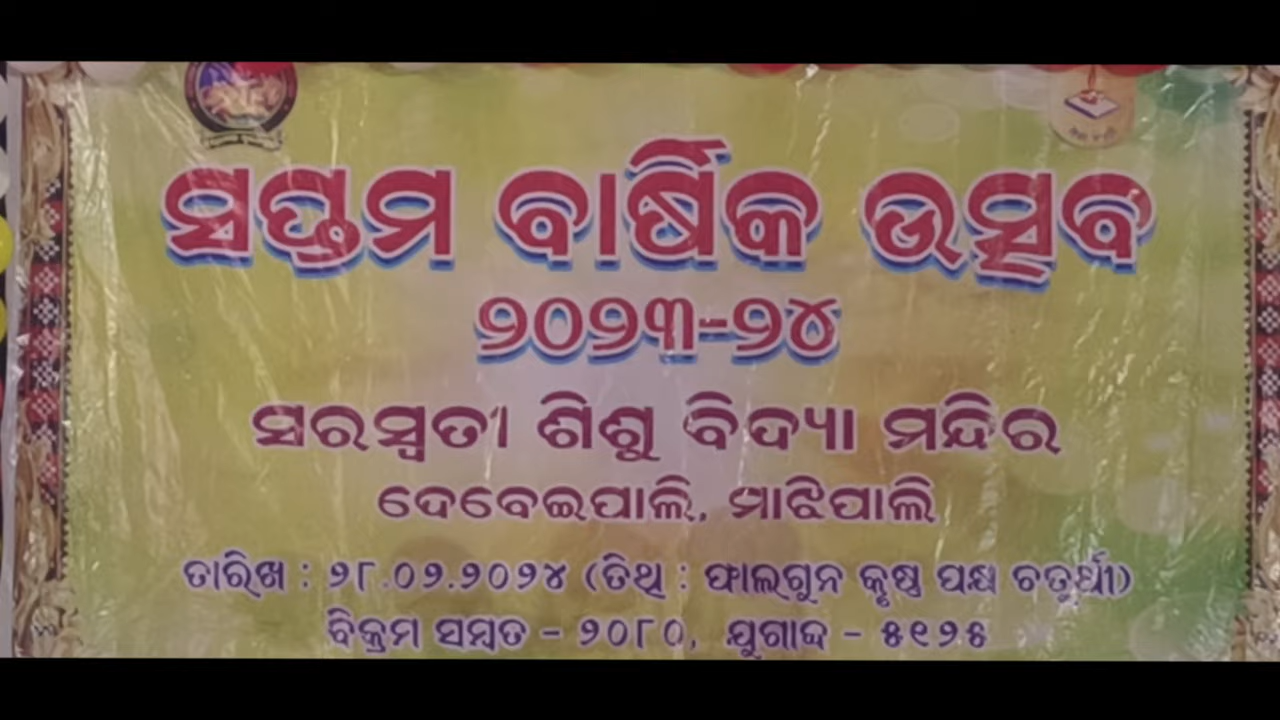 ସପ୍ତମ ବାର୍ଷିକ ଉତ୍ସବ
୨୦୨୩-୨୪
ସରସ୍ୱତୀ ଶିଶୁ ବିଦ୍ୟା ମନ୍ଦିର
ଦେବେଇପାଲି, ମାଝିପାଲି
ତାରିଖ : ୨୮.୦୨.୨୦୨୪ (ତିଥି : ଫାଲଗୁନ କୃଷ୍ଣ ପକ୍ଷ ଚତୁର୍ଥୀ)
ବିକ୍ରମ ସମ୍ବତ - ୨୦୮୦, ଯୁଗାବ୍ଦ - ୫୧୨୫